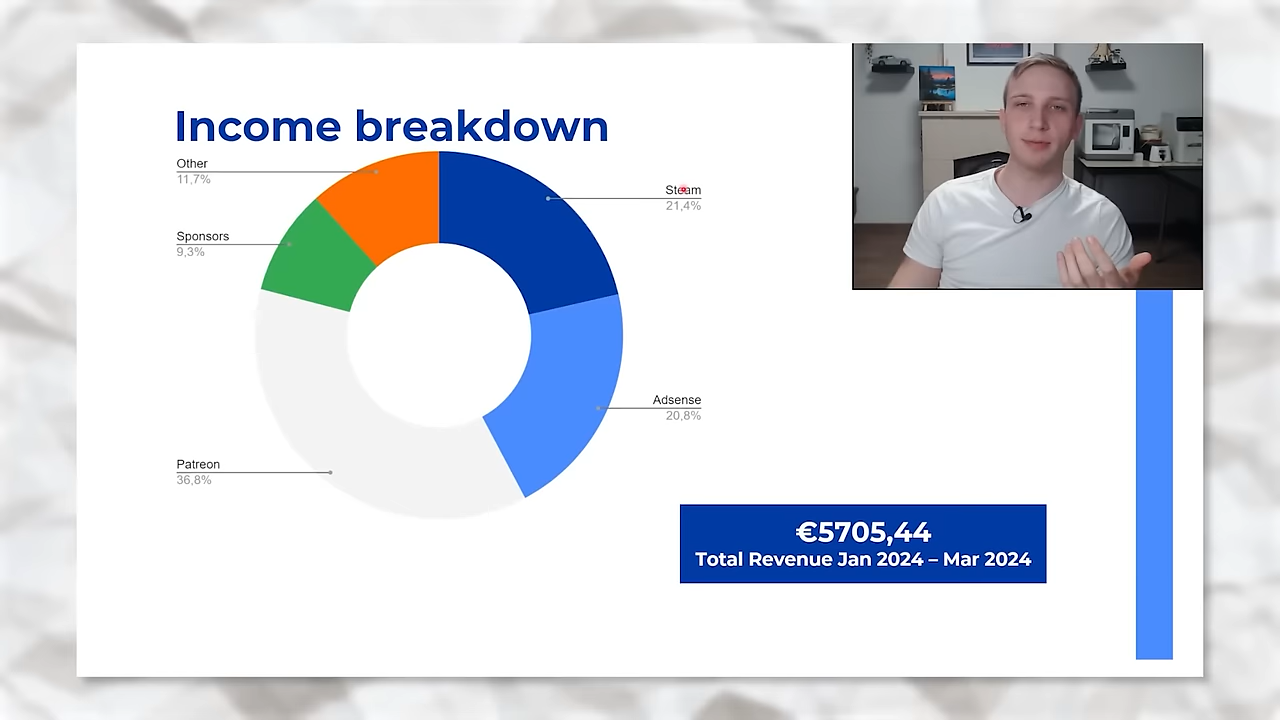 Income breakdown
Other
11,7%
Steam
21,4%
Sponsors
9,3%
Adsense
20,8%
Patreon
36,8%
€5705,44
Total Revenue Jan 2024 – Mar 2024